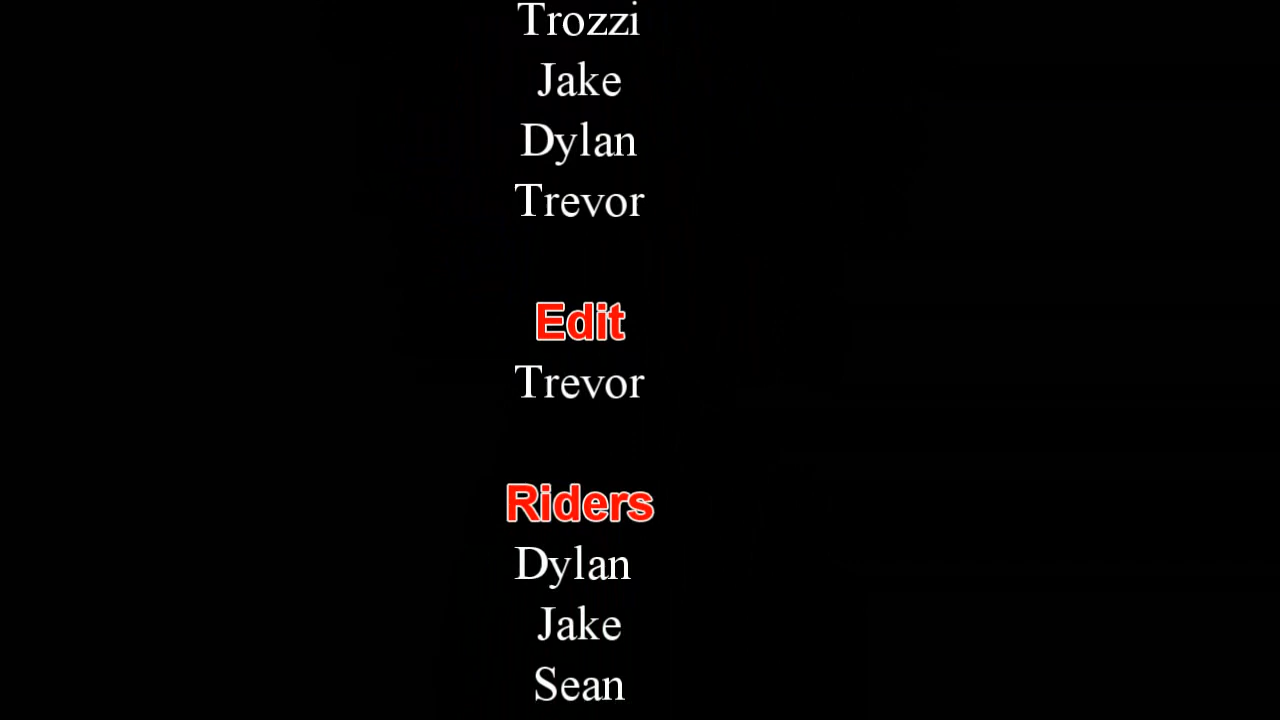 Trozzi
Jake
Dylan
Trevor
Edit
Trevor
Riders
Dylan
Jake
Sean